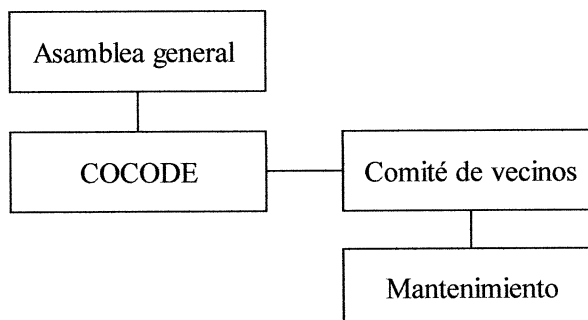 Asamblea general
COCODE
Comité de vecinos
Mantenimiento